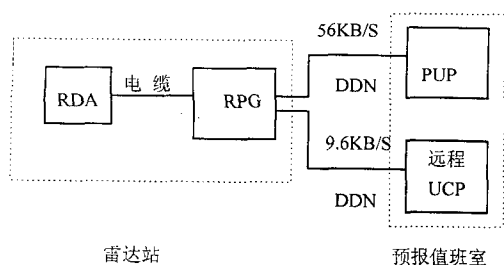 56KB/S
电 缆
RDA
RPG
DDN
PUP
9.6KB/S
远程
UCP
DDN
雷达站
预报值班室